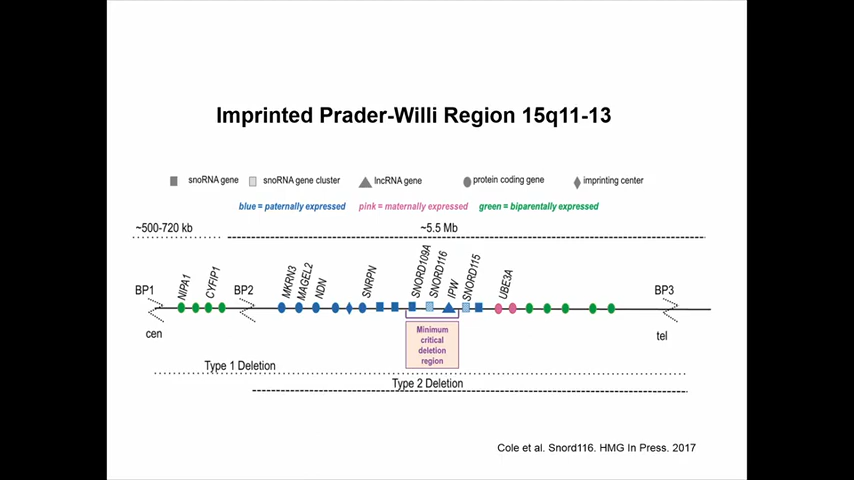 Imprinted Prader-Willi Region 15q11-13
snoRNA gene snoRNA gene cluster lncRNA gene protein coding gene imprinting center
blue = paternally expressed pink = maternally expressed green = biparentally expressed
~500-720 kb ~5.5 Mb
BP1 NIPA1 CYFIP1 BP2 MKRN3 MAGEL2 NDN SNRPN SNORD109A SNORD116 IPW SNORD115 UBE3A BP3
cen tel
Minimum
critical
deletion
region
Type 1 Deletion
Type 2 Deletion
Cole et al. Snord116. HMG In Press. 2017